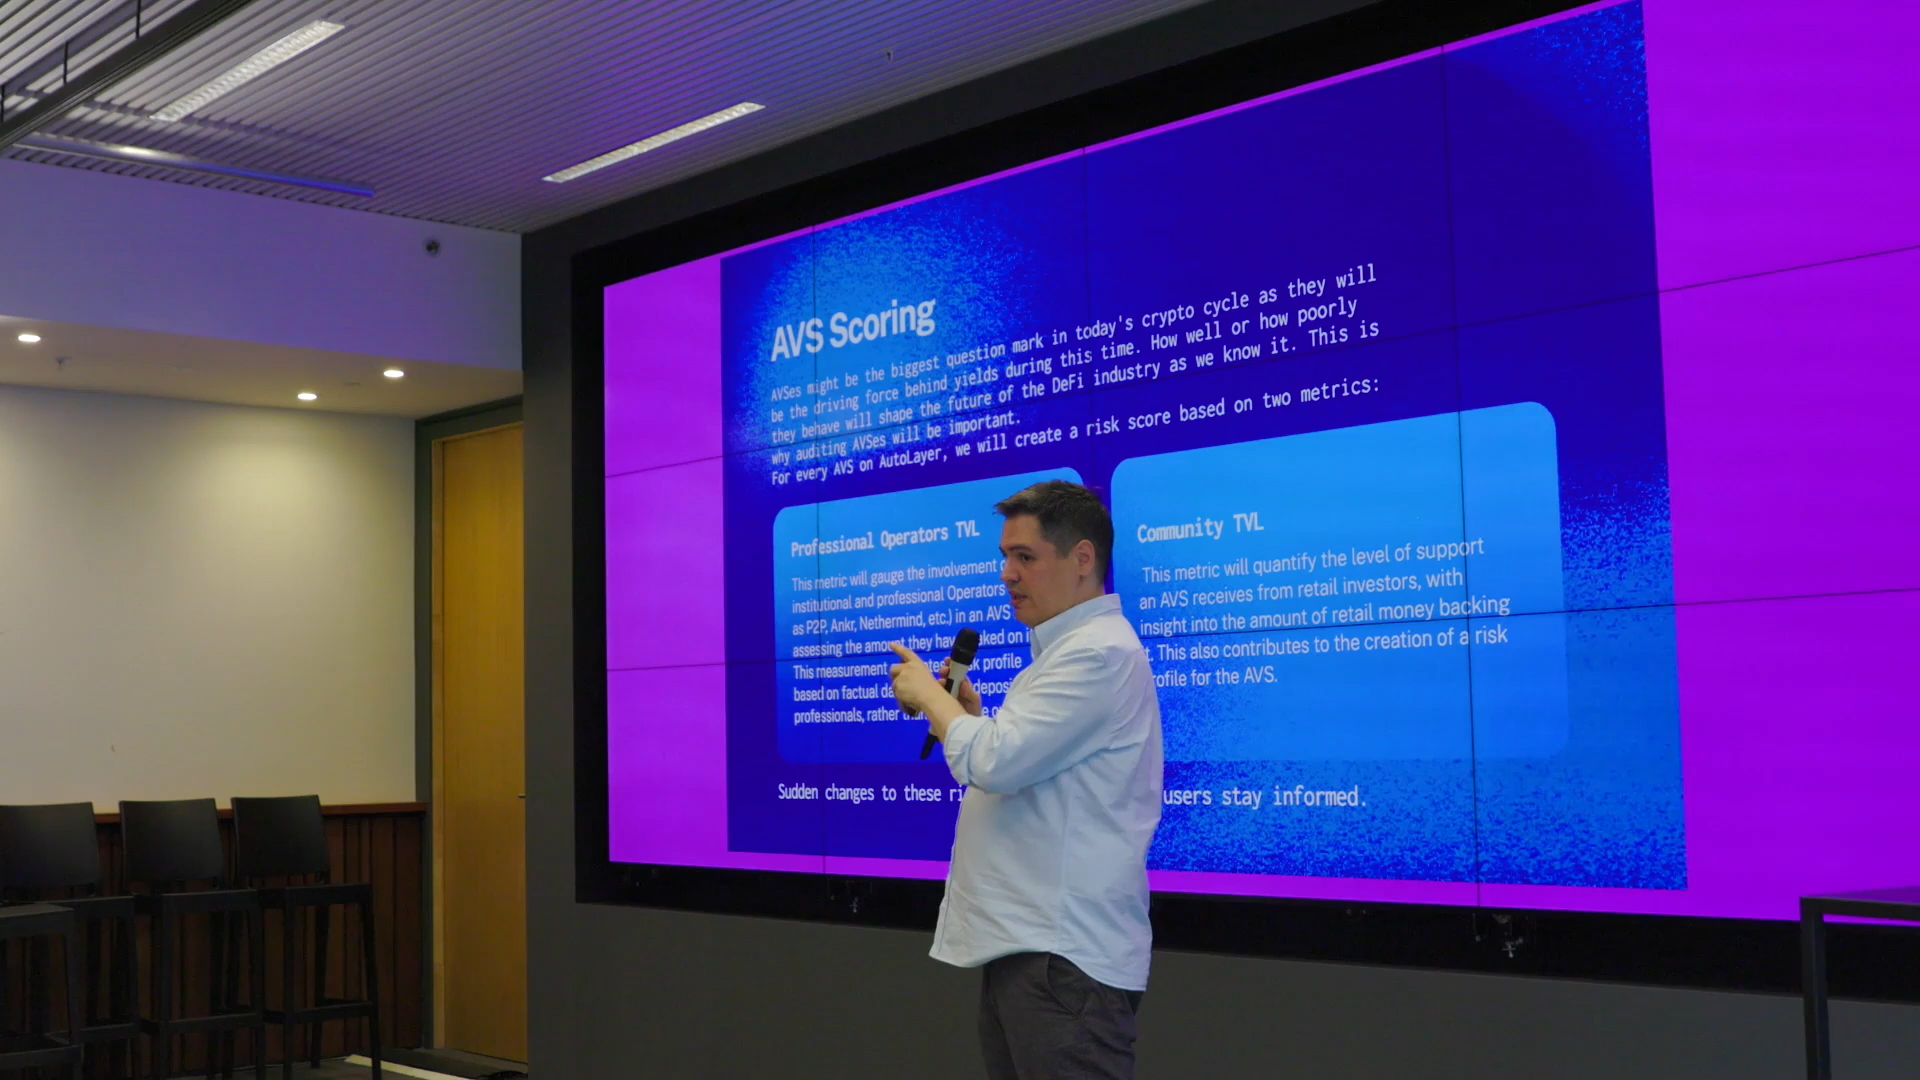 AVS Scoring
AVSes might be the biggest question mark in today's crypto cycle as they will
be the driving force behind yields during this time. How well or how poorly
they behave will shape the future of the DeFi industry as we know it. This is
why auditing AVSes will be important.
For every AVS on AutoLayer, we will create a risk score based on two metrics:
Professional Operators TVL
This metric will gauge the involvement
institutional and professional Operators
as P2P, Ankr, Nethermind, etc.) in an AVS
assessing the amount they
This measurement profile
based on factual
professionals, rather
Community TVL
This metric will quantify the level of support
an AVS receives from retail investors, with
insight into the amount of retail money backing
This also contributes to the creation of a risk
for the AVS.
Sudden changes to these users stay informed.